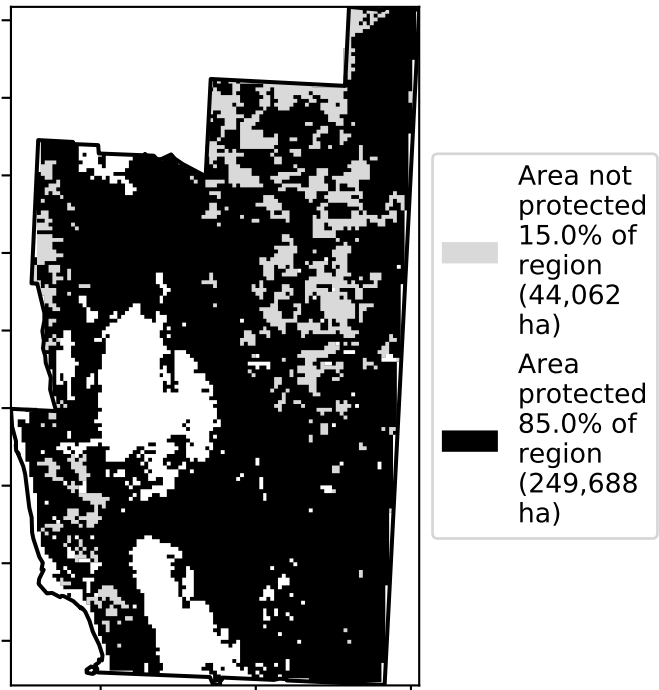 Area not
protected
15.0% of
region
(44,062
ha)
Area
protected
85.0% of
region
(249,688
ha)